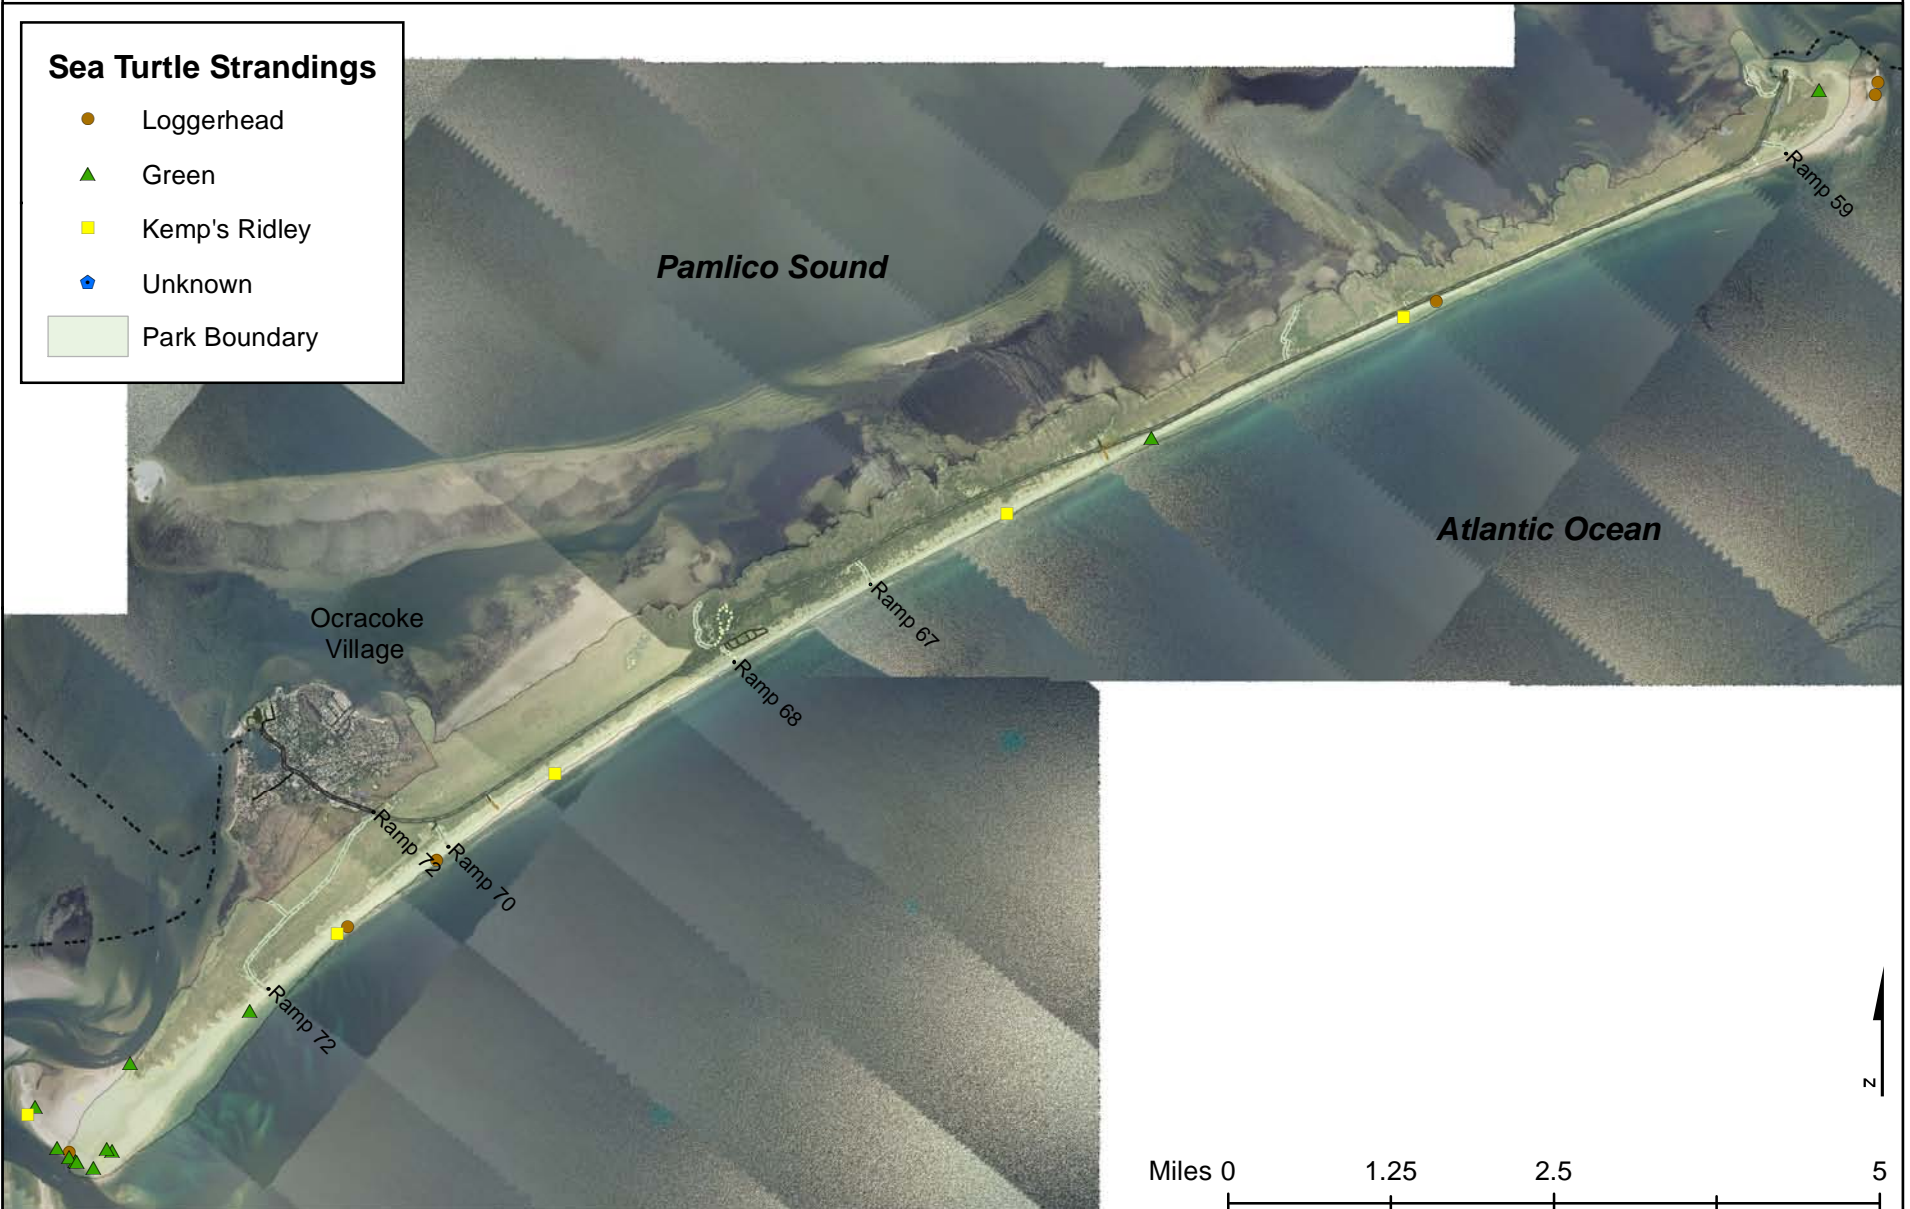 Sea Turtle Strandings
Loggerhead
Green
Kemp's Ridley
Unknown
Park Boundary
Pamlico Sound
Ramp 59
Atlantic Ocean
Ocracoke
Village
Ramp 67
Ramp 68
Ramp 72
Ramp 70
Ramp 72
N
Miles 0 1.25 2.5 5